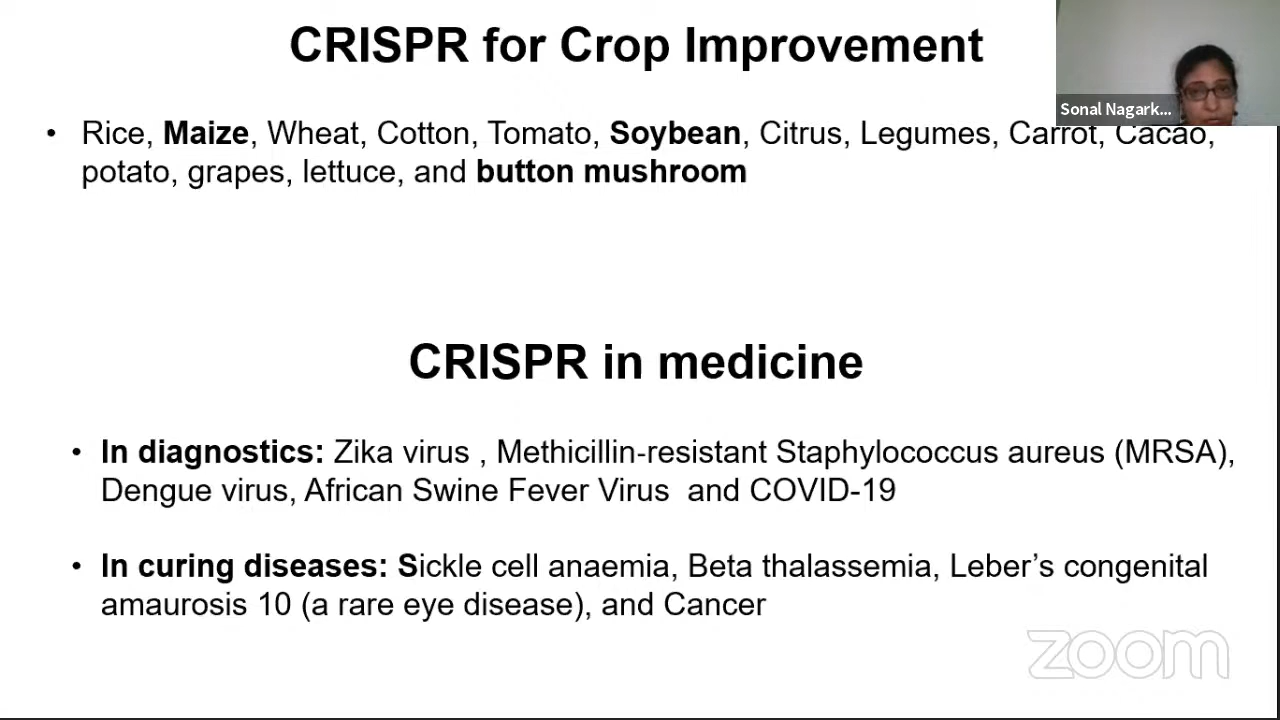 CRISPR for Crop Improvement
Sonal Nagark...
• Rice, Maize, Wheat, Cotton, Tomato, Soybean, Citrus, Legumes, Carrot, Cacao,
potato, grapes, lettuce, and button mushroom
CRISPR in medicine
• In diagnostics: Zika virus , Methicillin-resistant Staphylococcus aureus (MRSA),
Dengue virus, African Swine Fever Virus  and COVID-19
• In curing diseases: Sickle cell anaemia, Beta thalassemia, Leber’s congenital
amaurosis 10 (a rare eye disease), and Cancer
zoom